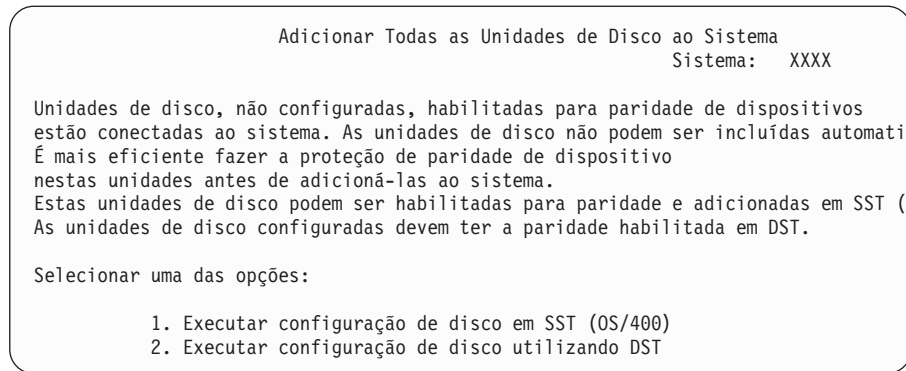 Adicionar Todas as Unidades de Disco ao Sistema
Sistema: XXXX
Unidades de disco, não configuradas, habilitadas para paridade de dispositivos
estão conectadas ao sistema. As unidades de disco não podem ser incluídas automati
É mais eficiente fazer a proteção de paridade de dispositivo
nestas unidades antes de adicioná-las ao sistema.
Estas unidades de disco podem ser habilitadas para paridade e adicionadas em SST (
As unidades de disco configuradas devem ter a paridade habilitada em DST.
Selecionar uma das opções:
1. Executar configuração de disco em SST (OS/400)
2. Executar configuração de disco utilizando DST